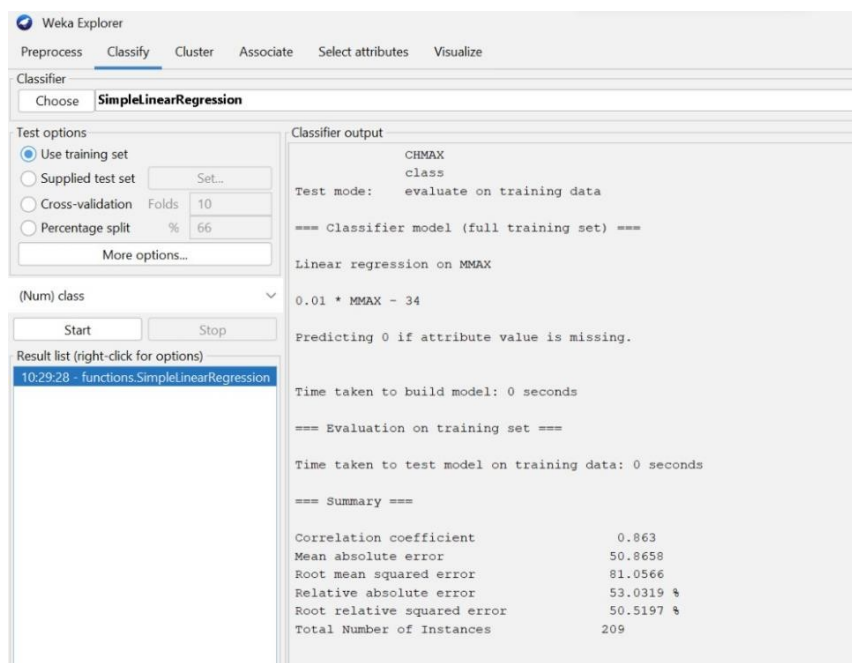 Weka Explorer
Preprocess Classify Cluster Associate Select attributes Visualize
Classifier
Choose SimpleLinearRegression
Test options
Use training set
Supplied test set Set...
Cross-validation Folds 10
Percentage split % 66
More options...
(Num) class
Start Stop
Result list (right-click for options)
10:29:28 - functions.SimpleLinearRegression
Classifier output
CHMAX
class
Test mode: evaluate on training data
=== Classifier model (full training set) ===
Linear regression on MMAX
0.01 * MMAX - 34
Predicting 0 if attribute value is missing.
Time taken to build model: 0 seconds
=== Evaluation on training set ===
Time taken to test model on training data: 0 seconds
=== Summary ===
Correlation coefficient 0.863
Mean absolute error 50.8658
Root mean squared error 81.0566
Relative absolute error 53.0319 %
Root relative squared error 50.5197 %
Total Number of Instances 209